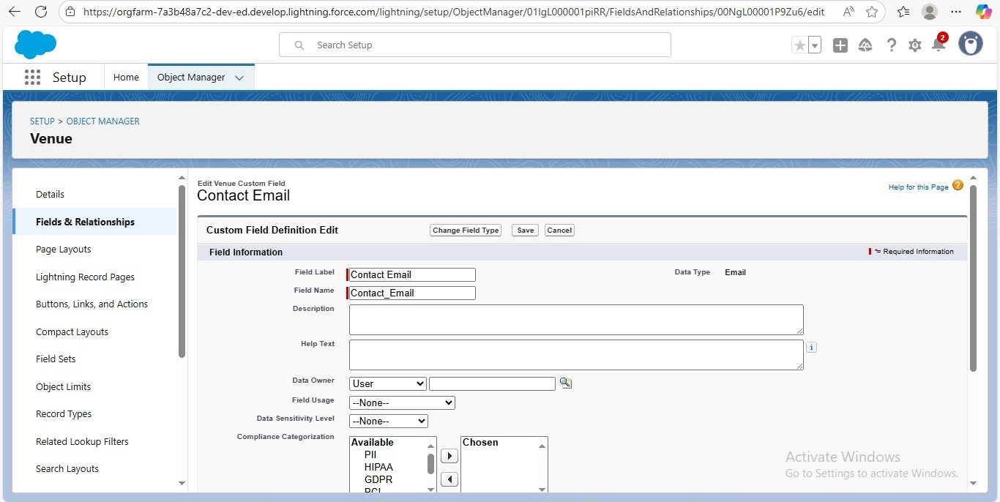 https://orgfarm-7a3b48a7c2-dev-ed.develop.lightning.force.com/lightning/setup/ObjectManager/01IgL000001piRR/FieldsAndRelationships/00NgL00001P9Zu6/edit
Search Setup
2
Setup Home Object Manager
SETUP > OBJECT MANAGER
Venue
Details
Fields & Relationships
Page Layouts
Lightning Record Pages
Buttons, Links, and Actions
Compact Layouts
Field Sets
Object Limits
Record Types
Related Lookup Filters
Search Layouts
Edit Venue Custom Field
Contact Email
Help for this Page ?
Custom Field Definition Edit Change Field Type Save Cancel
Field Information = Required Information
Field Label Contact Email Data Type Email
Field Name Contact_Email
Description
Help Text i
Data Owner User
Field Usage --None--
Data Sensitivity Level --None--
Compliance Categorization Available Chosen
PII
HIPAA
GDPR
PCI
Activate Windows
Go to Settings to activate Windows.